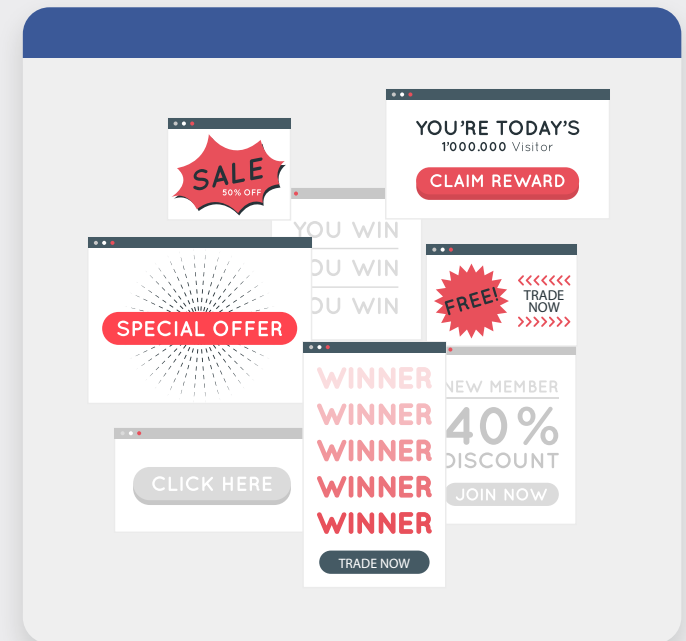 YOU'RE TODAY'S
1'000.000 Visitor
CLAIM REWARD
SALE
50% OFF
YOU WIN
OU WIN
OU WIN
FREE!
TRADE
NOW
SPECIAL OFFER
WINNER
WINNER
WINNER
WINNER
WINNER
TRADE NOW
NEW MEMBER
40%
DISCOUNT
JOIN NOW
CLICK HERE